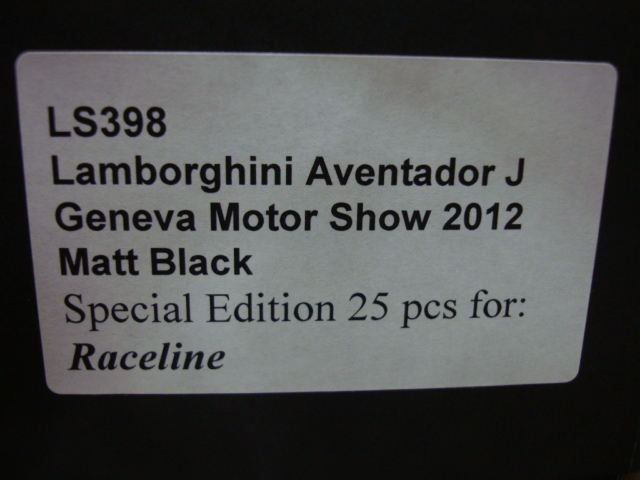 LS398
Lamborghini Aventador J
Geneva Motor Show 2012
Matt Black
Special Edition 25 pcs for:
Raceline